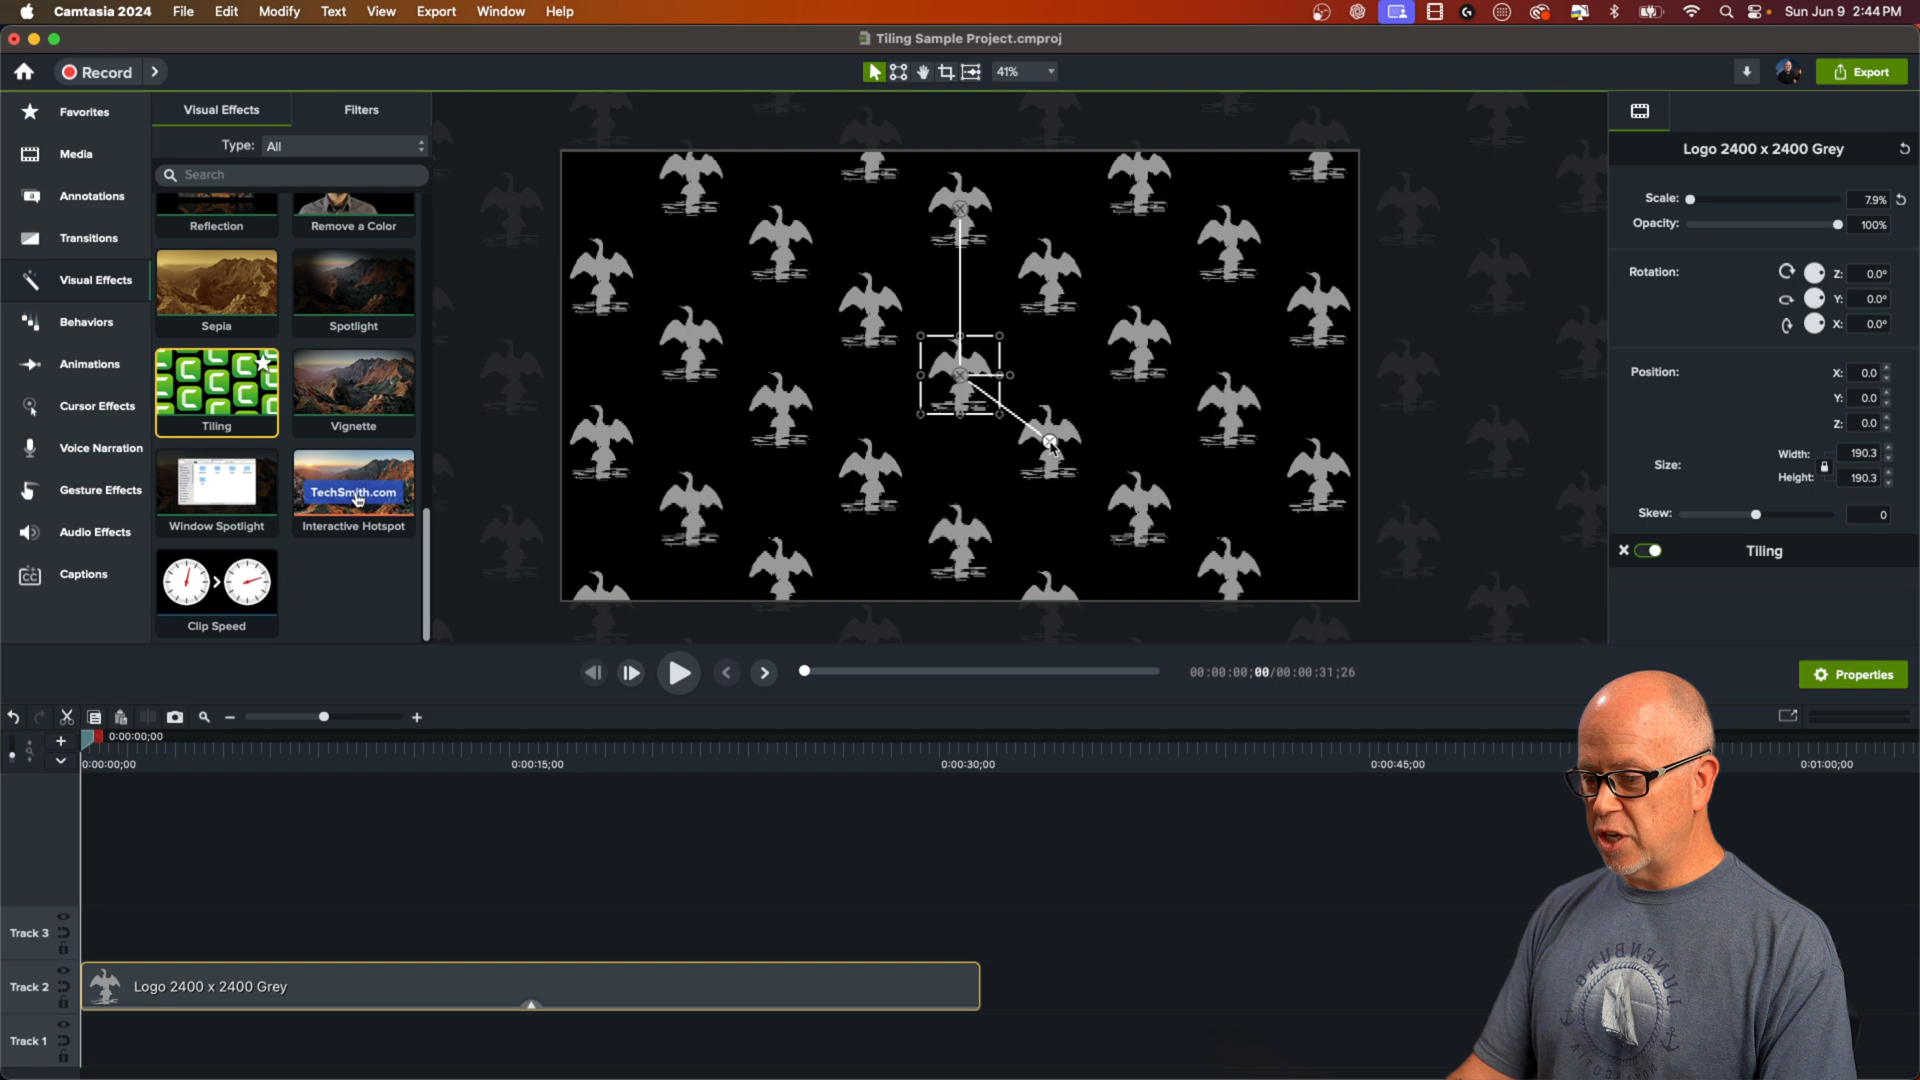 Camtasia 2024 File Edit Modify Text View Export Window Help
Sun Jun 9 2:44 PM
Tiling Sample Project.cmproj
Record
41%
Export
Favorites
Media
Annotations
Transitions
Visual Effects
Behaviors
Animations
Cursor Effects
Voice Narration
Gesture Effects
Audio Effects
CC Captions
Visual Effects Filters
Type: All
Search
Reflection Remove a Color
Sepia Spotlight
Tiling Vignette
TechSmith.com
Window Spotlight Interactive Hotspot
Clip Speed
Logo 2400 x 2400 Grey
Scale: 7.9%
Opacity: 100%
Rotation: Z: 0.0°
Y: 0.0°
X: 0.0°
Position: X: 0.0
Y: 0.0
Z: 0.0
Size: Width: 190.3
Height: 190.3
Skew: 0
Tiling
00:00:00;00/00:00:31;26
Properties
0:00:00;00
0:00:00;00 0:00:15;00 0:00:30;00 0:00:45;00 0:01:00;00
Track 3
Track 2 Logo 2400 x 2400 Grey
Track 1
LUNENBURG